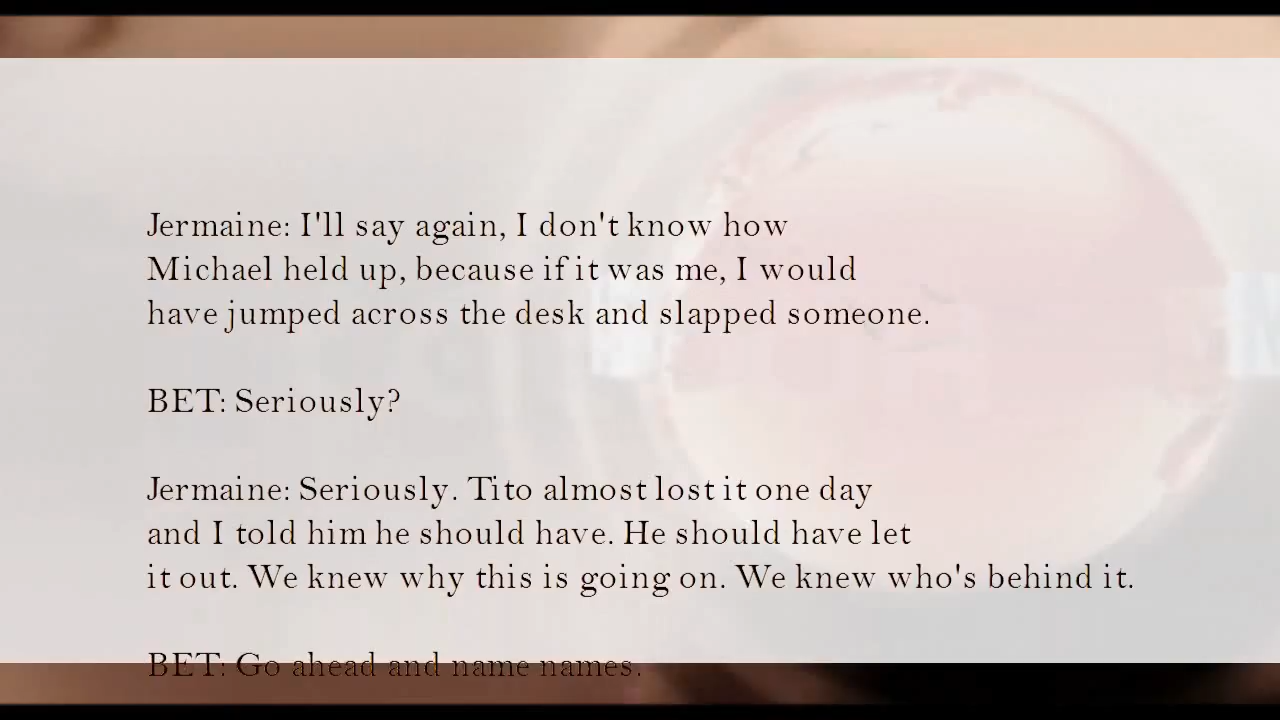 Jermaine: I'll say again, I don't know how
Michael held up, because if it was me, I would
have jumped across the desk and slapped someone.
BET: Seriously?
Jermaine: Seriously. Tito almost lost it one day
and I told him he should have. He should have let
it out. We knew why this is going on. We knew who's behind it.
BET: Go ahead and name names.